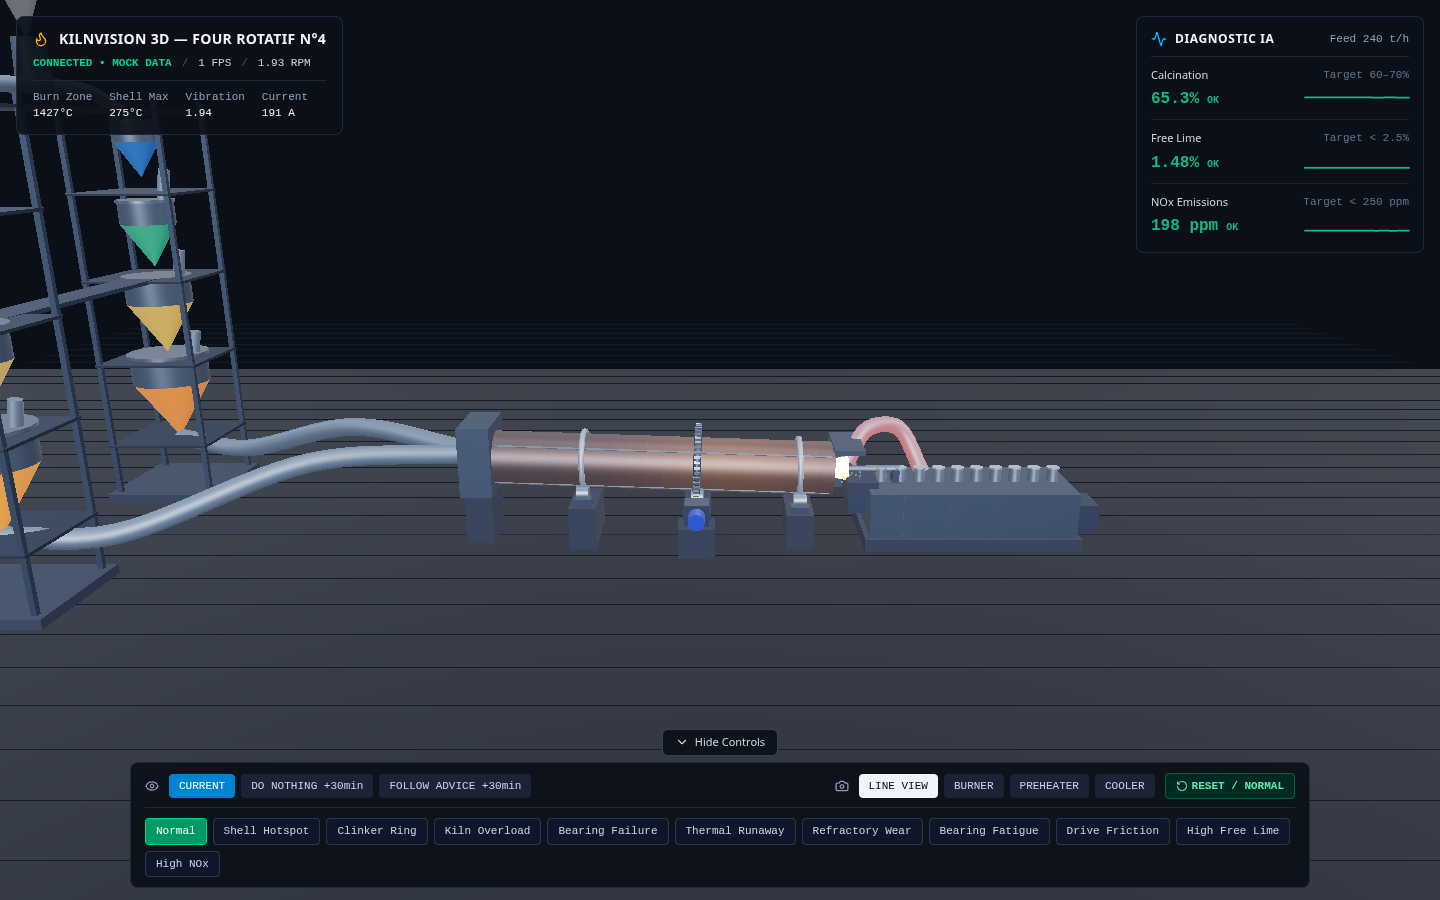 KILNVISION 3D — FOUR ROTATIF N°4
CONNECTED • MOCK DATA / 1 FPS / 1.93 RPM
Burn Zone Shell Max Vibration Current
1427°C 275°C 1.94 191 A
DIAGNOSTIC IA Feed 240 t/h
Calcination Target 60–70%
65.3% OK
Free Lime Target < 2.5%
1.48% OK
NOx Emissions Target < 250 ppm
198 ppm OK
Hide Controls
CURRENT DO NOTHING +30min FOLLOW ADVICE +30min LINE VIEW BURNER PREHEATER COOLER RESET / NORMAL
Normal Shell Hotspot Clinker Ring Kiln Overload Bearing Failure Thermal Runaway Refractory Wear Bearing Fatigue Drive Friction High Free Lime
High NOx